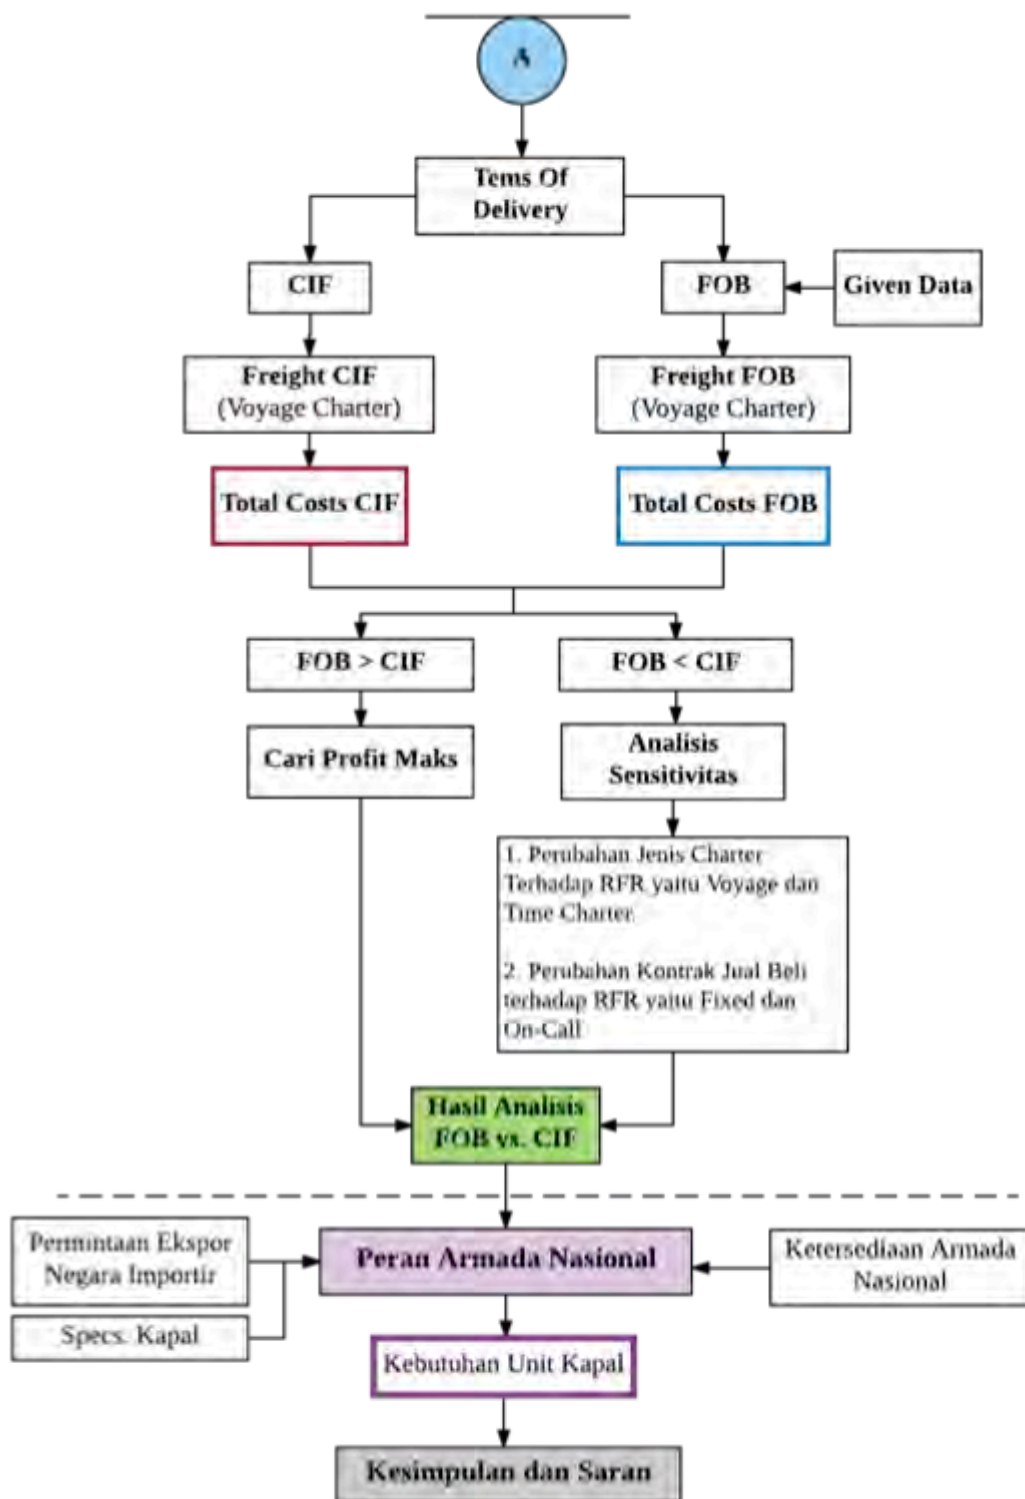 A
Tems Of
Delivery
CIF
FOB
Given Data
Freight CIF
(Voyage Charter)
Freight FOB
(Voyage Charter)
Total Costs CIF
Total Costs FOB
FOB > CIF
FOB < CIF
Cari Profit Maks
Analisis
Sensitivitas
1. Perubahan Jenis Charter
Terhadap RFR yaitu Voyage dan
Time Charter.
2. Perubahan Kontrak Jual Beli
terhadap RFR yaitu Fixed dan
On-Call
Hasil Analisis
FOB vs. CIF
Permintaan Ekspor
Negara Importir
Peran Armada Nasional
Ketersediaan Armada
Nasional
Specs. Kapal
Kebutuhan Unit Kapal
Kesimpulan dan Saran